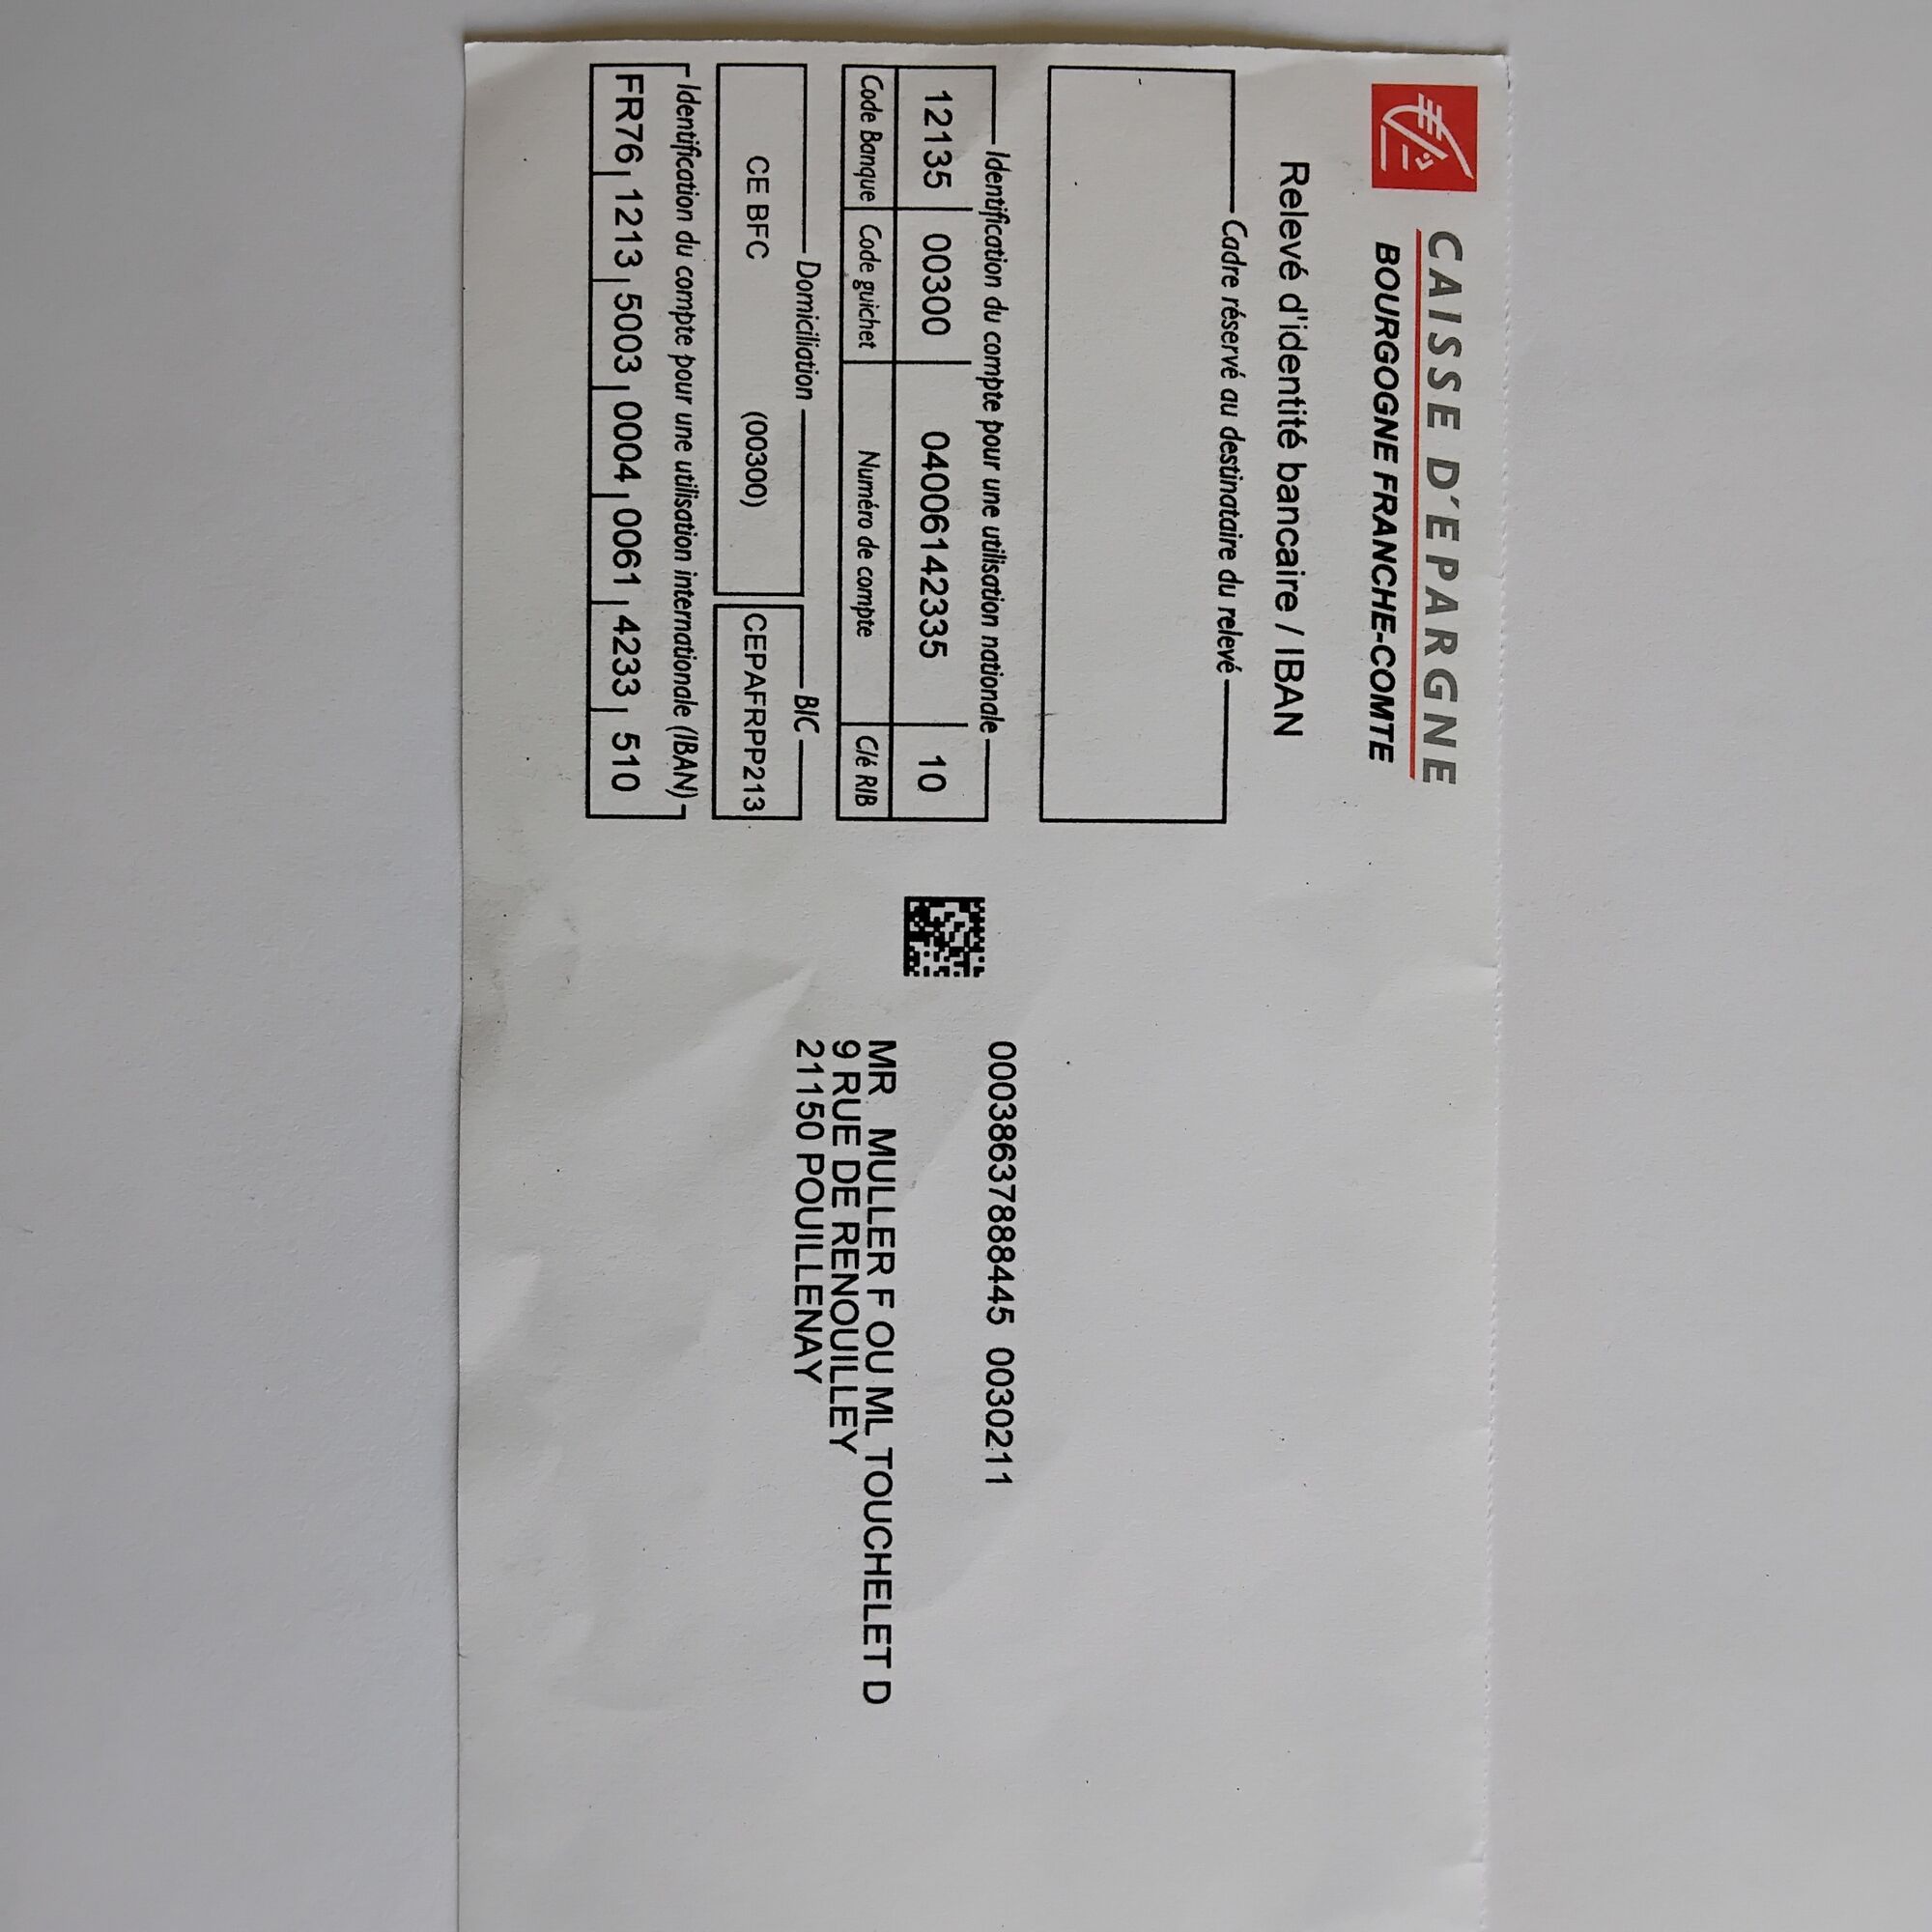 CAISSE D'EPARGNE
BOURGOGNE FRANCHE-COMTE
Relevé d'identité bancaire / IBAN
Cadre réservé au destinataire du relevé
Identification du compte pour une utilisation nationale
12135 00300 04006142335 10
Code Banque Code guichet Numéro de compte Clé RIB
Domiciliation BIC
CE BFC (00300) CEPAFRPP213
Identification du compte pour une utilisation internationale (IBAN)
FR76 1213 5003 0004 0061 4233 510
00038637888445 0030211
MR MULLER F OU ML TOUCHELET D
9 RUE DE RENOUILLEY
21150 POUILLENAY